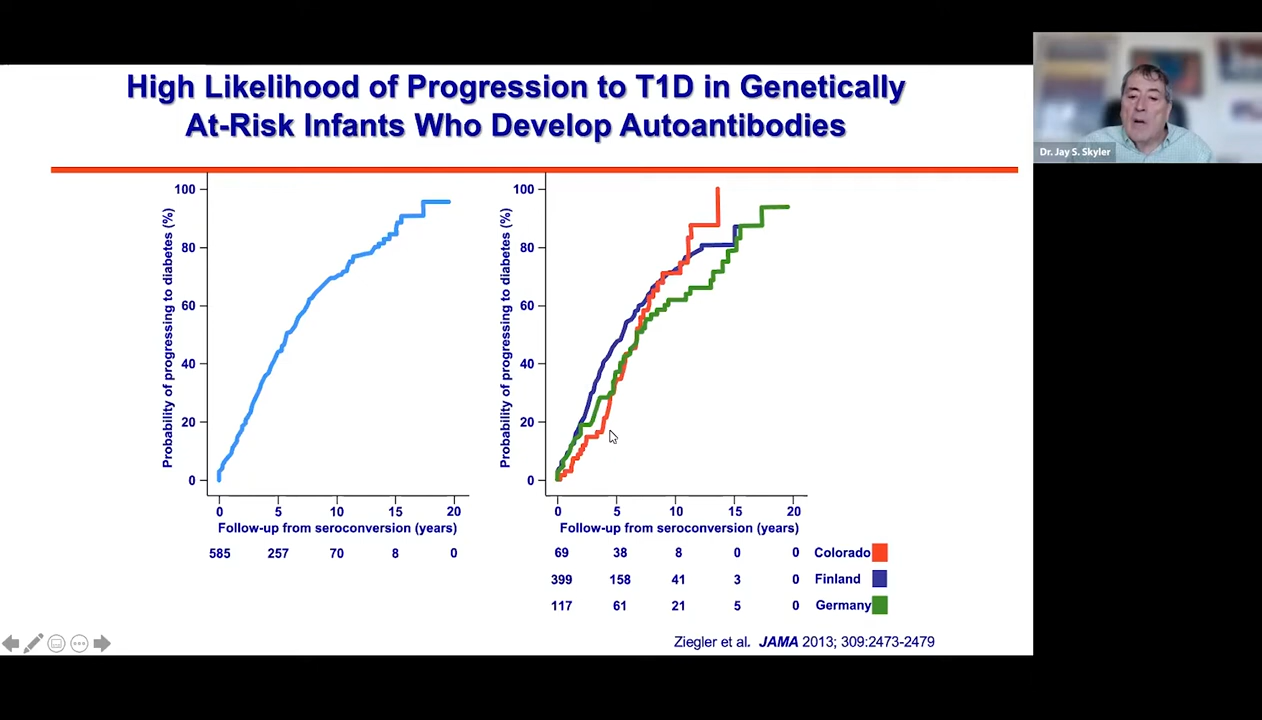 High Likelihood of Progression to T1D in Genetically
At-Risk Infants Who Develop Autoantibodies
Dr. Jay S. Skyler
Probability of progressing to diabetes (%)
100
80
60
40
20
0
0 5 10 15 20
Follow-up from seroconversion (years)
585 257 70 8 0
Probability of progressing to diabetes (%)
100
80
60
40
20
0
0 5 10 15 20
Follow-up from seroconversion (years)
69 38 8 0 0 Colorado
399 158 41 3 0 Finland
117 61 21 5 0 Germany
Ziegler et al. JAMA 2013; 309:2473-2479